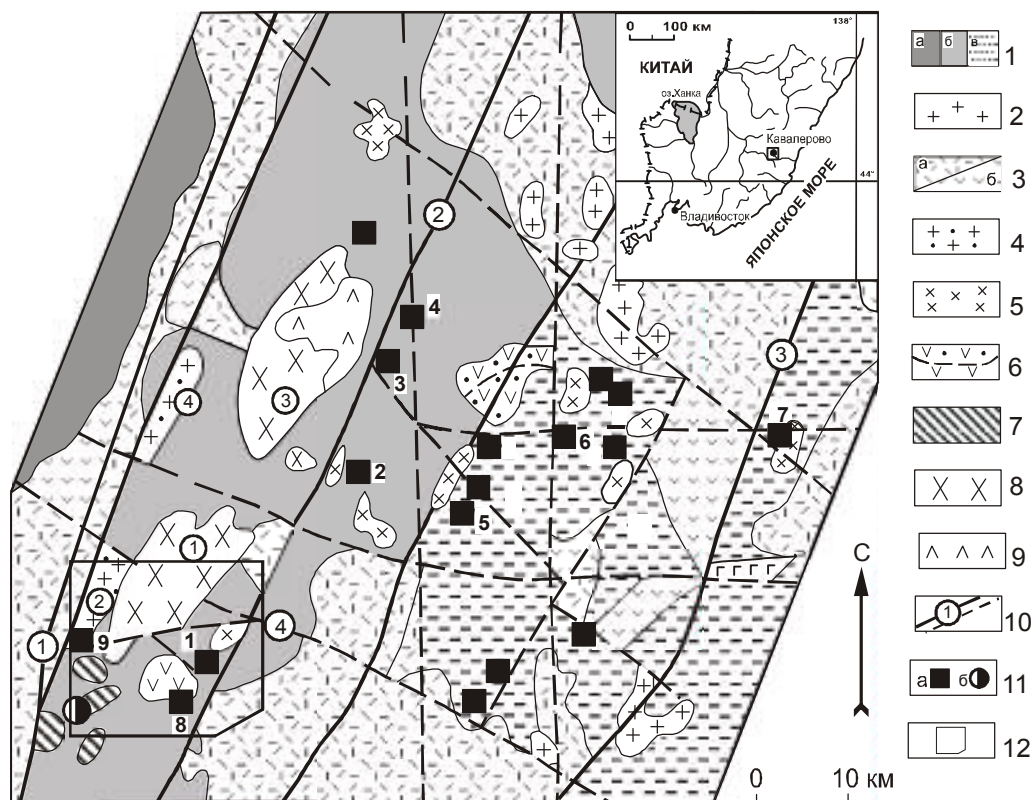 0 100 км
138°
КИТАЙ
оз.Ханка
Кавалерово
44°
Владивосток
ЯПОНСКОЕ МОРЕ
а б в 1
2
а б 3
4
5
6
7
8
9
1 10
а б 11
12
2
4
3
3
3
4
7
6
2
5
1
2
9
1
1
4
8
С
0 10 км